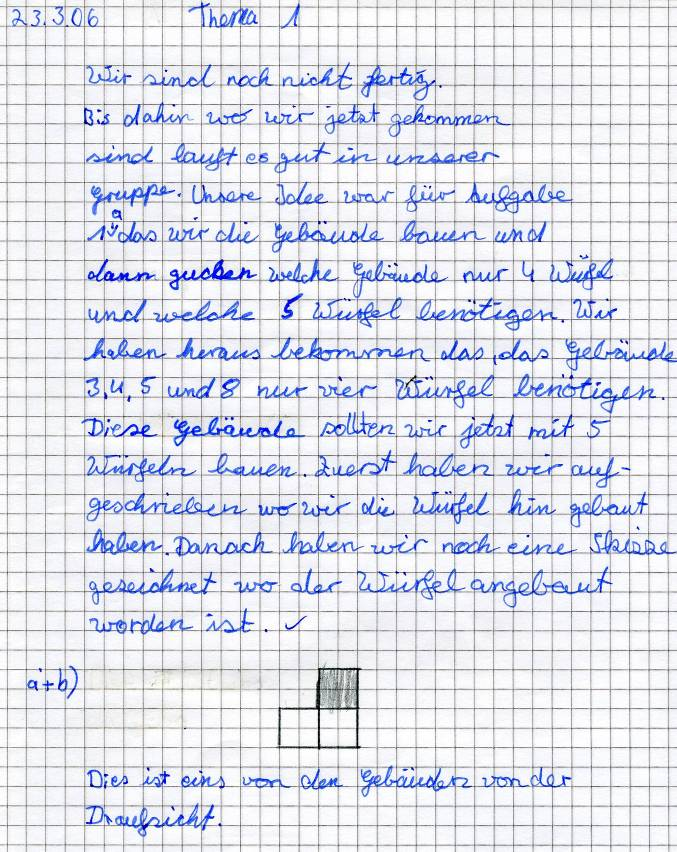 23.3.06 Thema 1
Wir sind noch nicht fertig.
Bis dahin wo wir jetzt gekommen
sind lauft es gut in unserer
gruppe. Unsere Idee war für Aufgabe
1a das wir die Gebäude bauen und
dann gucken welche Gebäude nur 4 Würfel
und welche 5 Würfel benötigen. Wir
haben heraus bekommen das, das Gebäude
3, 4, 5 und 8 nur vier Würfel benötigen.
Diese Gebäude sollten wir jetzt mit 5
Würfeln bauen. Zuerst haben wir auf-
geschrieben wo wir die Würfel hin gebaut
haben. Danach haben wir noch eine Skizze
gezeichnet wo der Würfel angebaut
worden ist. ✓
a+b)
Dies ist eins von den Gebäuden von der
Draufsicht.